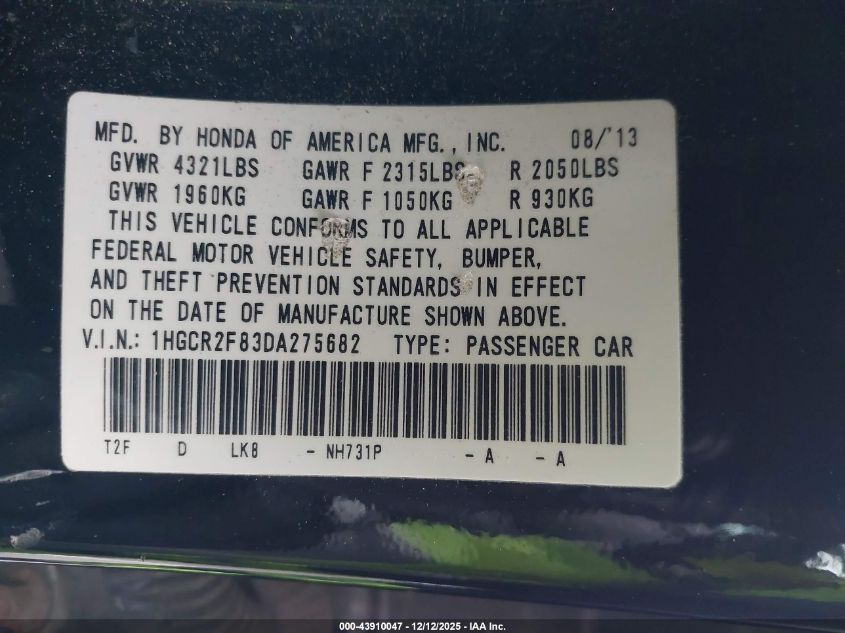 MFD. BY HONDA OF AMERICA MFG., INC. 08/'13
GVWR 4321LBS GAWR F 2315LBS R 2050LBS
GVWR 1960KG GAWR F 1050KG R 930KG
THIS VEHICLE CONFORMS TO ALL APPLICABLE
FEDERAL MOTOR VEHICLE SAFETY, BUMPER,
AND THEFT PREVENTION STANDARDS IN EFFECT
ON THE DATE OF MANUFACTURE SHOWN ABOVE.
V.I.N.: 1HGCR2F83DA275682 TYPE: PASSENGER CAR
T2F D LK8 - NH731P - A - A
000-43910047 - 12/12/2025 - IAA Inc.